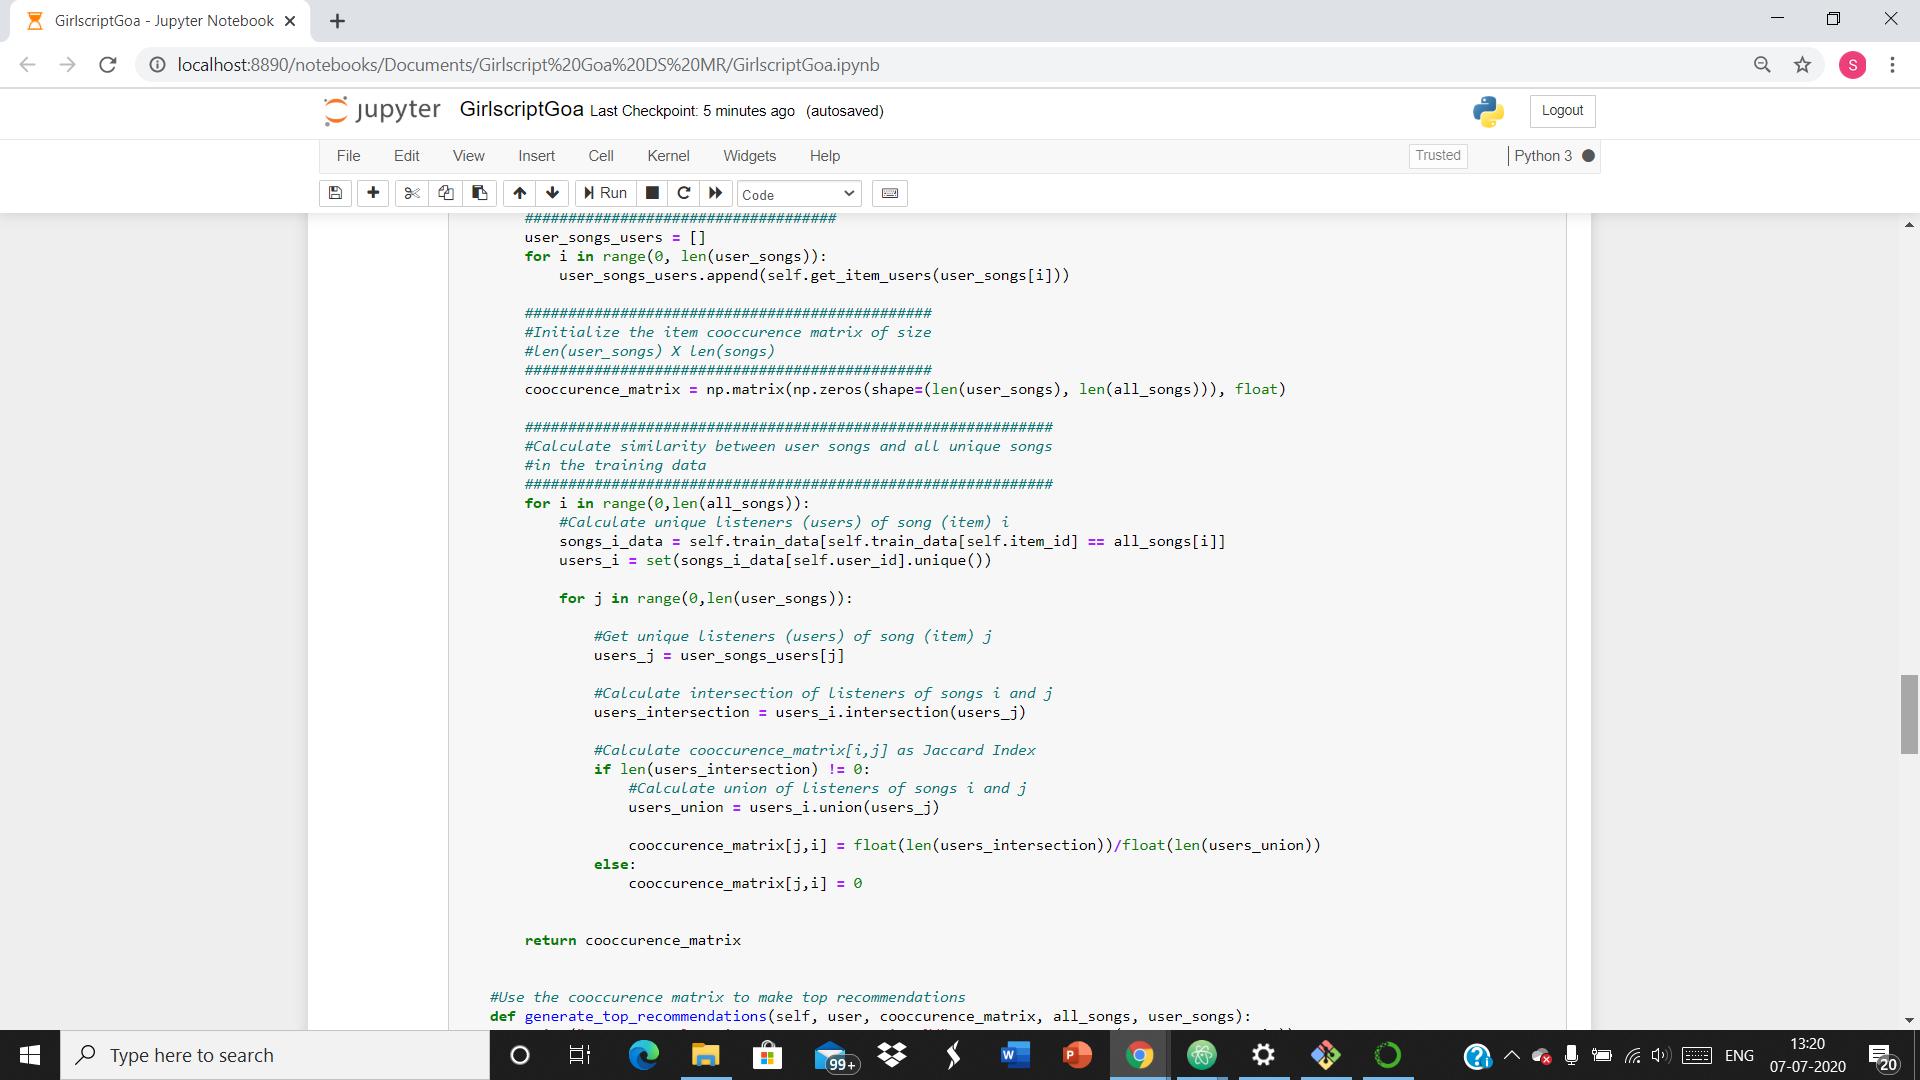 GirlscriptGoa - Jupyter Notebook
localhost:8890/notebooks/Documents/Girlscript%20Goa%20DS%20MR/GirlscriptGoa.ipynb
S
jupyter GirlscriptGoa Last Checkpoint: 5 minutes ago (autosaved)
Logout
File Edit View Insert Cell Kernel Widgets Help
Trusted
Python 3
Run
Code
####################################
user_songs_users = []
for i in range(0, len(user_songs)):
user_songs_users.append(self.get_item_users(user_songs[i]))
###############################################
#Initialize the item cooccurence matrix of size
#len(user_songs) X len(songs)
###############################################
cooccurence_matrix = np.matrix(np.zeros(shape=(len(user_songs), len(all_songs))), float)
#############################################################
#Calculate similarity between user songs and all unique songs
#in the training data
#############################################################
for i in range(0,len(all_songs)):
#Calculate unique listeners (users) of song (item) i
songs_i_data = self.train_data[self.train_data[self.item_id] == all_songs[i]]
users_i = set(songs_i_data[self.user_id].unique())
for j in range(0,len(user_songs)):
#Get unique listeners (users) of song (item) j
users_j = user_songs_users[j]
#Calculate intersection of listeners of songs i and j
users_intersection = users_i.intersection(users_j)
#Calculate cooccurence_matrix[i,j] as Jaccard Index
if len(users_intersection) != 0:
#Calculate union of listeners of songs i and j
users_union = users_i.union(users_j)
cooccurence_matrix[j,i] = float(len(users_intersection))/float(len(users_union))
else:
cooccurence_matrix[j,i] = 0
return cooccurence_matrix
#Use the cooccurence matrix to make top recommendations
def generate_top_recommendations(self, user, cooccurence_matrix, all_songs, user_songs):
Type here to search
99+
ENG
13:20
07-07-2020
20